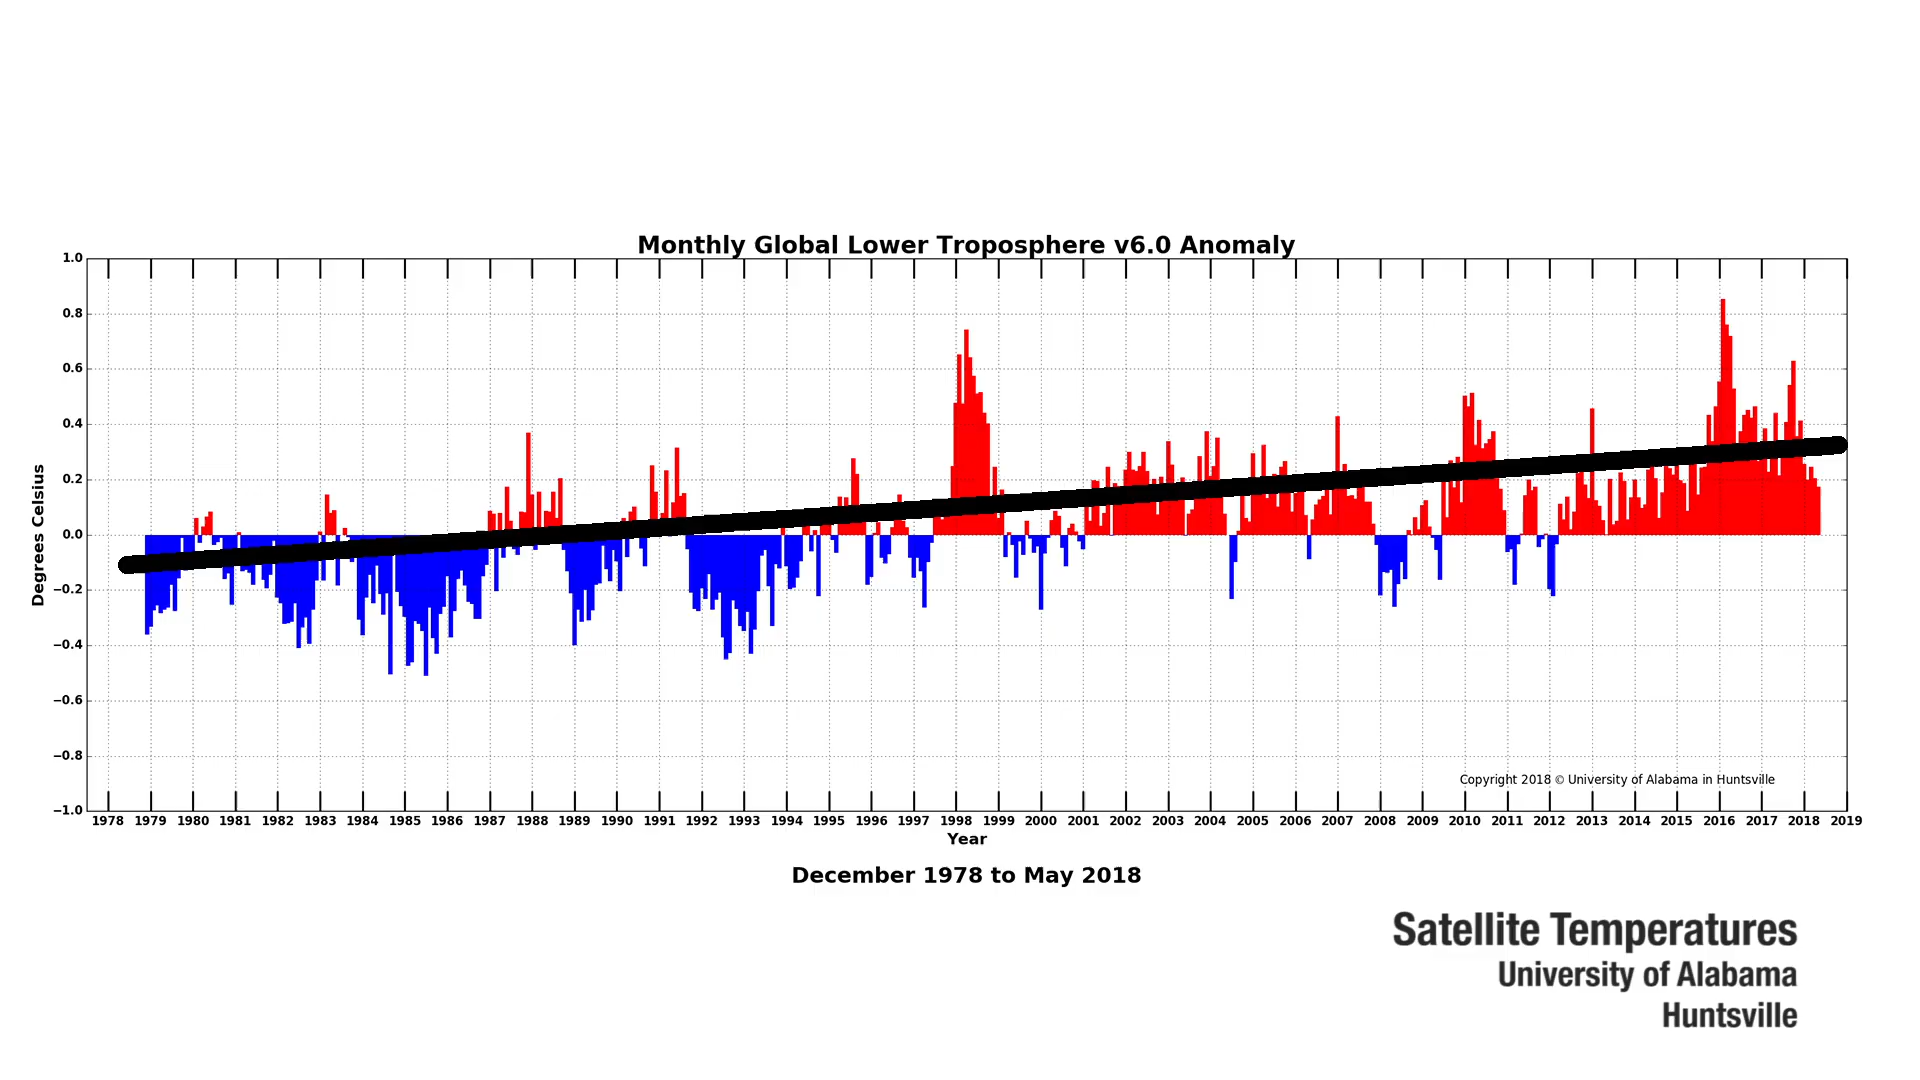 Monthly Global Lower Troposphere v6.0 Anomaly
1.0
0.8
0.6
0.4
0.2
0.0
−0.2
−0.4
−0.6
−0.8
−1.0
Degrees Celsius
Copyright 2018 © University of Alabama in Huntsville
1978 1979 1980 1981 1982 1983 1984 1985 1986 1987 1988 1989 1990 1991 1992 1993 1994 1995 1996 1997 1998 1999 2000 2001 2002 2003 2004 2005 2006 2007 2008 2009 2010 2011 2012 2013 2014 2015 2016 2017 2018 2019
Year
December 1978 to May 2018
Satellite Temperatures
University of Alabama
Huntsville